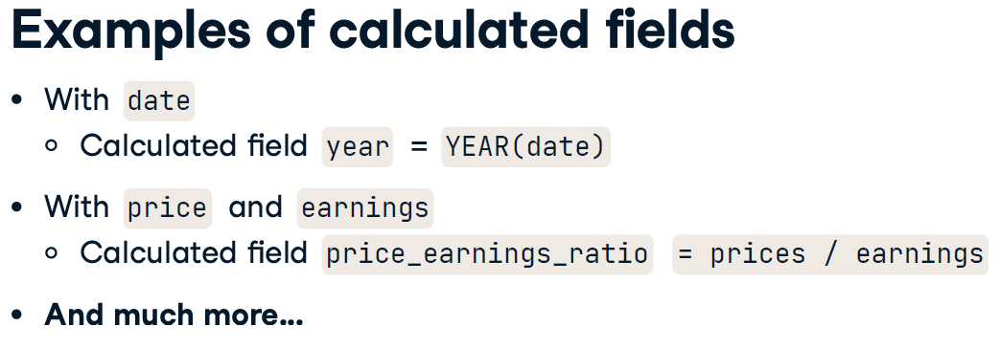 Examples of calculated fields
• With date
○ Calculated field year = YEAR(date)
• With price and earnings
○ Calculated field price_earnings_ratio = prices / earnings
• And much more...